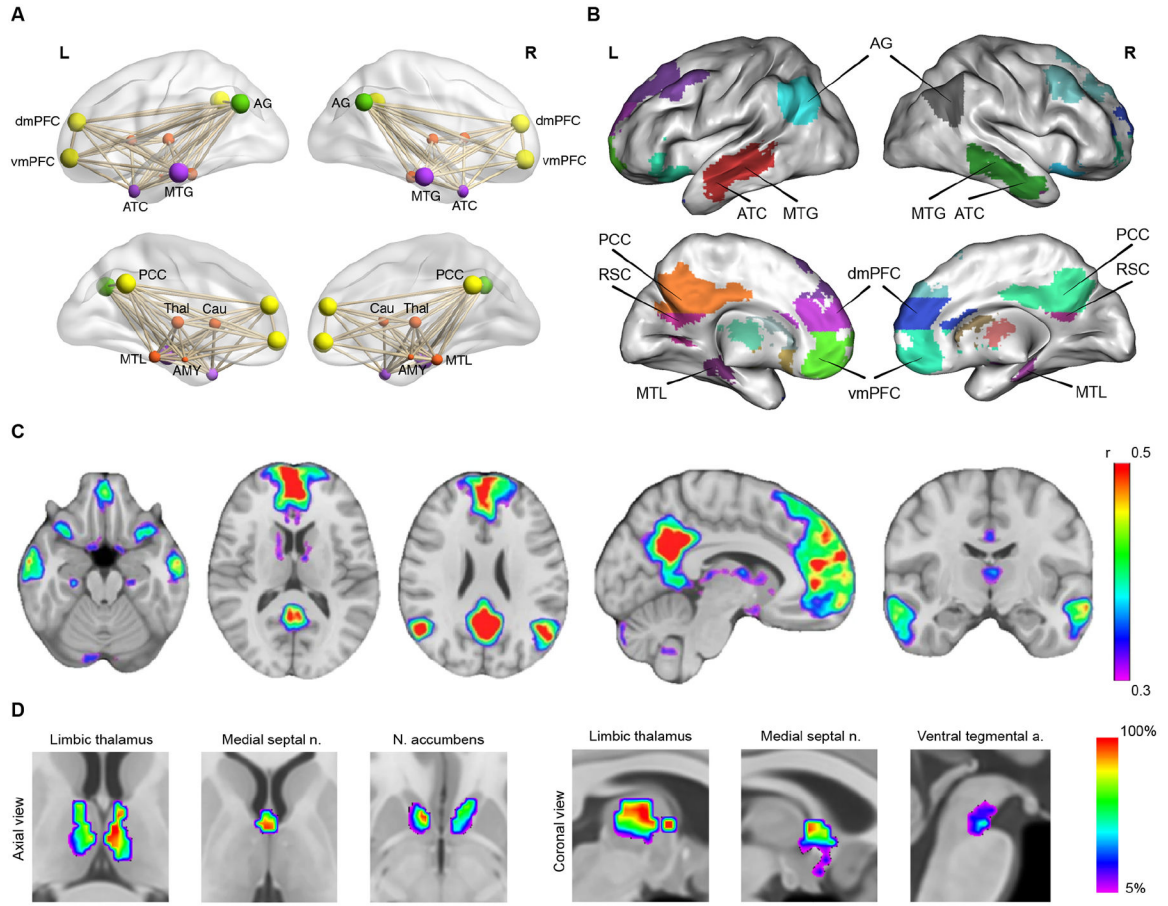 A
B
L
R
AG
AG
dmPFC
dmPFC
vmPFC
vmPFC
MTG
MTG
ATC
ATC
PCC
PCC
Thal
Cau
Cau
Thal
MTL
AMY
AMY
MTL
L
AG
R
ATC
MTG
MTG
ATC
PCC
PCC
RSC
dmPFC
RSC
MTL
vmPFC
MTL
C
r
0.5
0.3
D
Limbic thalamus
Medial septal n.
N. accumbens
Limbic thalamus
Medial septal n.
Ventral tegmental a.
100%
Axial view
Coronal view
5%